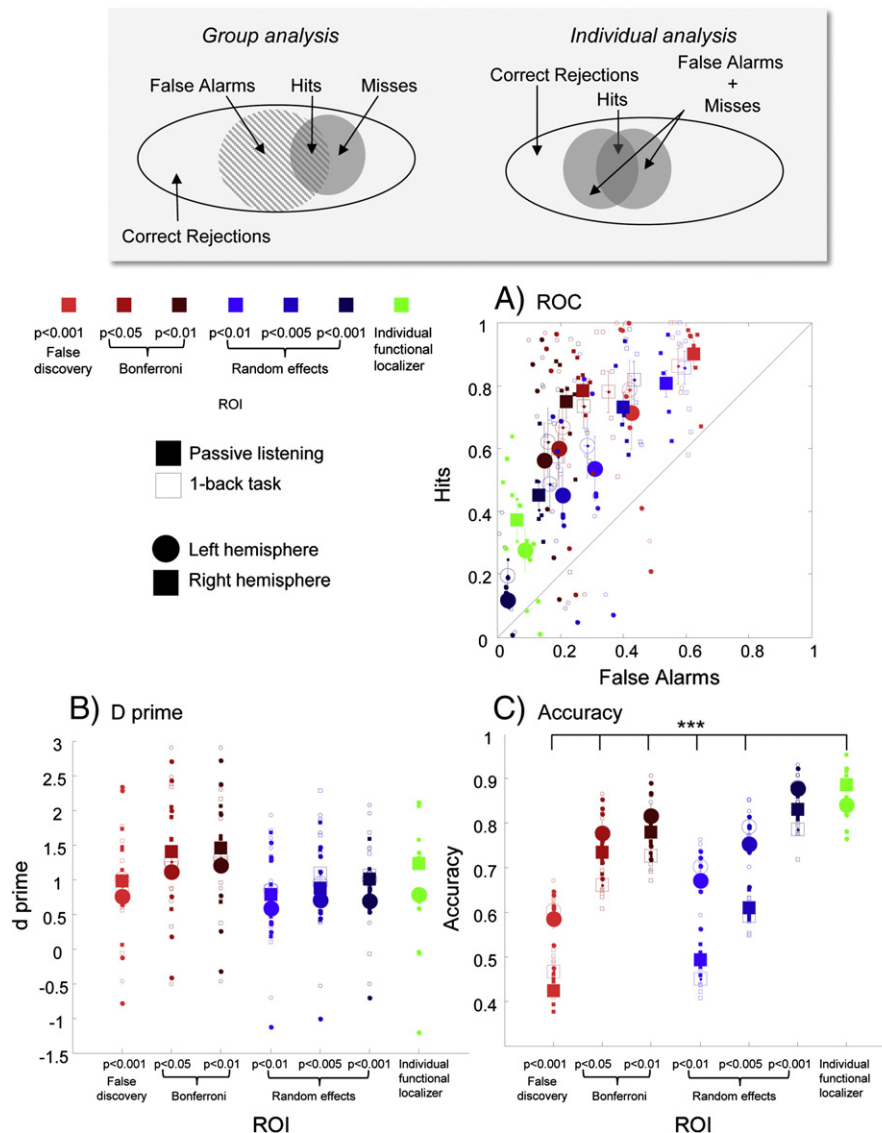 Group analysis
Individual analysis
False Alarms
Hits
Misses
Correct Rejections
Correct Rejections
Hits
False Alarms
+
Misses
p<0.001
p<0.05
p<0.01
p<0.01
p<0.005
p<0.001
Individual
functional
localizer
False
discovery
Bonferroni
Random effects
ROI
Passive listening
1-back task
Left hemisphere
Right hemisphere
A) ROC
1
0.8
0.6
0.4
0.2
0
Hits
0
0.2
0.4
0.6
0.8
1
False Alarms
B) D prime
3
2.5
2
1.5
1
0.5
0
-0.5
-1
-1.5
d prime
p<0.001
False
discovery
p<0.05
p<0.01
Bonferroni
p<0.01
p<0.005
p<0.001
Random effects
Individual
functional
localizer
ROI
C) Accuracy
***
1
0.9
0.8
0.7
0.6
0.5
0.4
Accuracy
p<0.001
False
discovery
p<0.05
p<0.01
Bonferroni
p<0.01
p<0.005
p<0.001
Random effects
Individual
functional
localizer
ROI